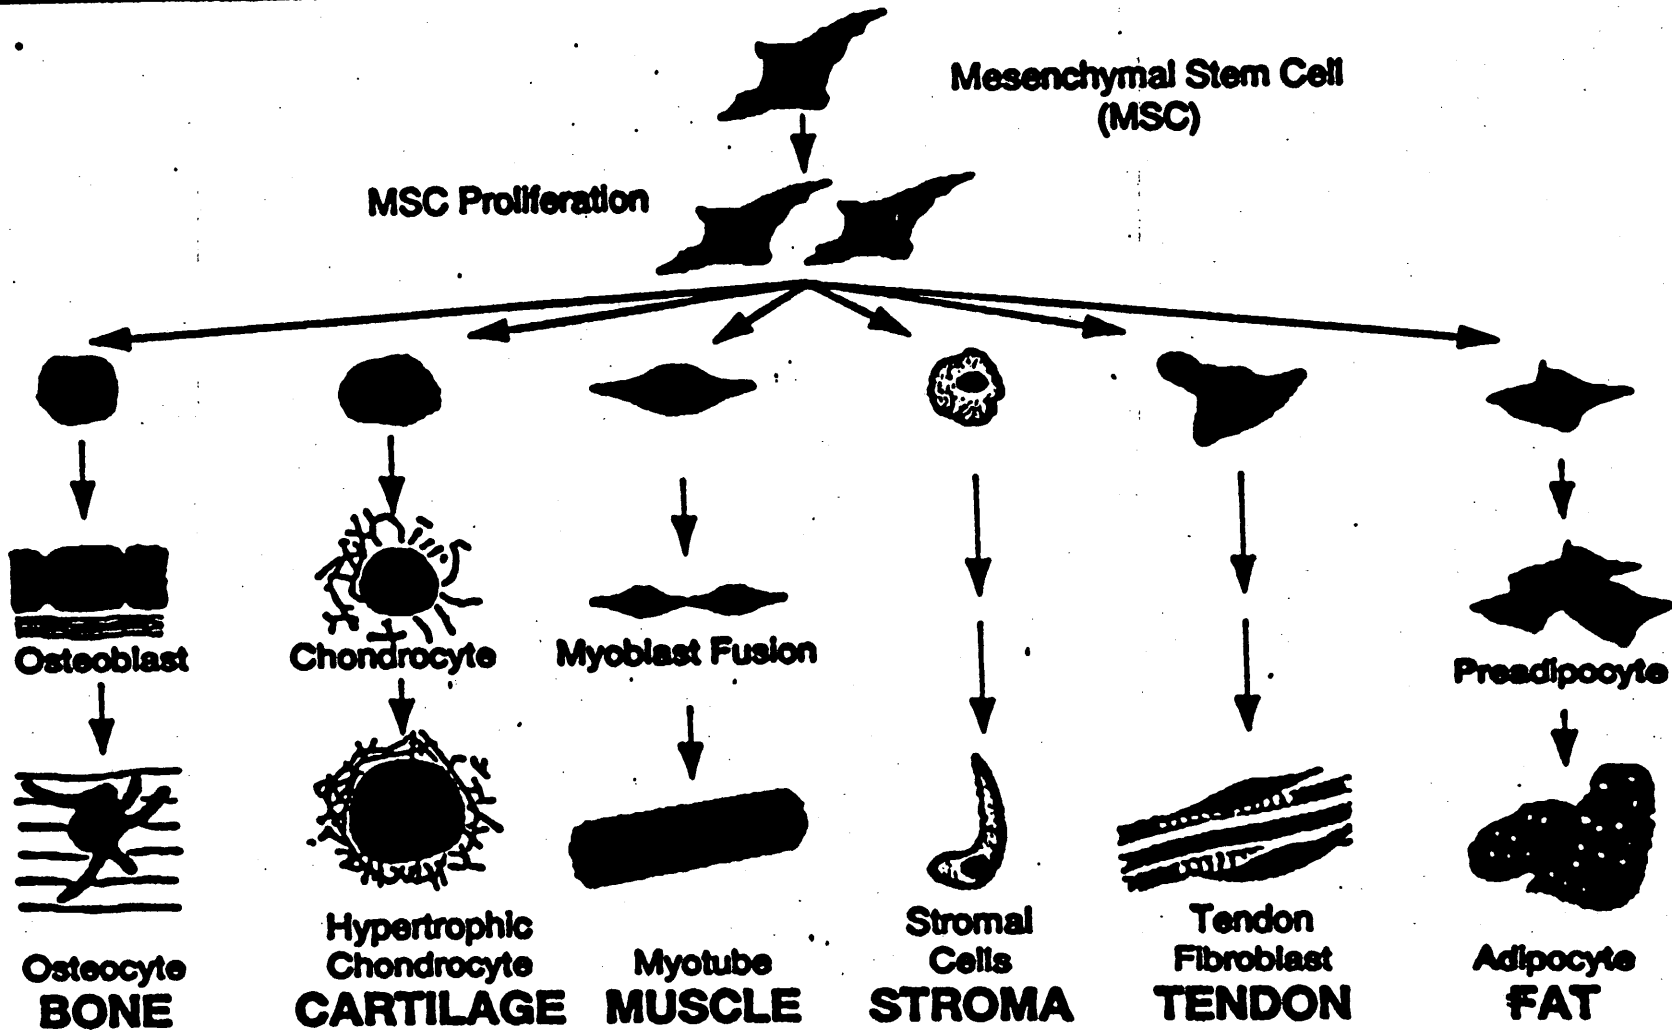 Mesenchymal Stem Cell
(MSC)
MSC Proliferation
Osteoblast
Chondrocyte
Myoblast Fusion
Preadipocyte
Osteocyte
BONE
Hypertrophic
Chondrocyte
CARTILAGE
Myotube
MUSCLE
Stromal
Cells
STROMA
Tendon
Fibroblast
TENDON
Adipocyte
FAT